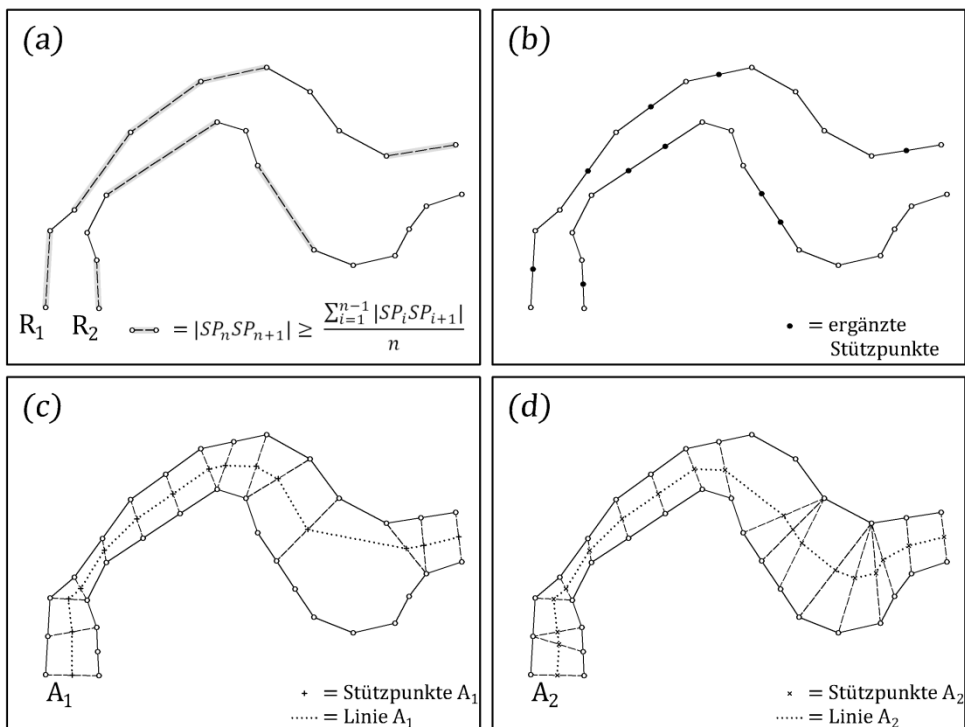 (a)
R₁ R₂ = |SPₙSPₙ₊₁| ≥ ∑ⁿ⁻¹ᵢ₌₁ |SPᵢSPᵢ₊₁| / n
(b)
= ergänzte
Stützpunkte
(c)
A₁
= Stützpunkte A₁
= Linie A₁
(d)
A₂
= Stützpunkte A₂
= Linie A₂